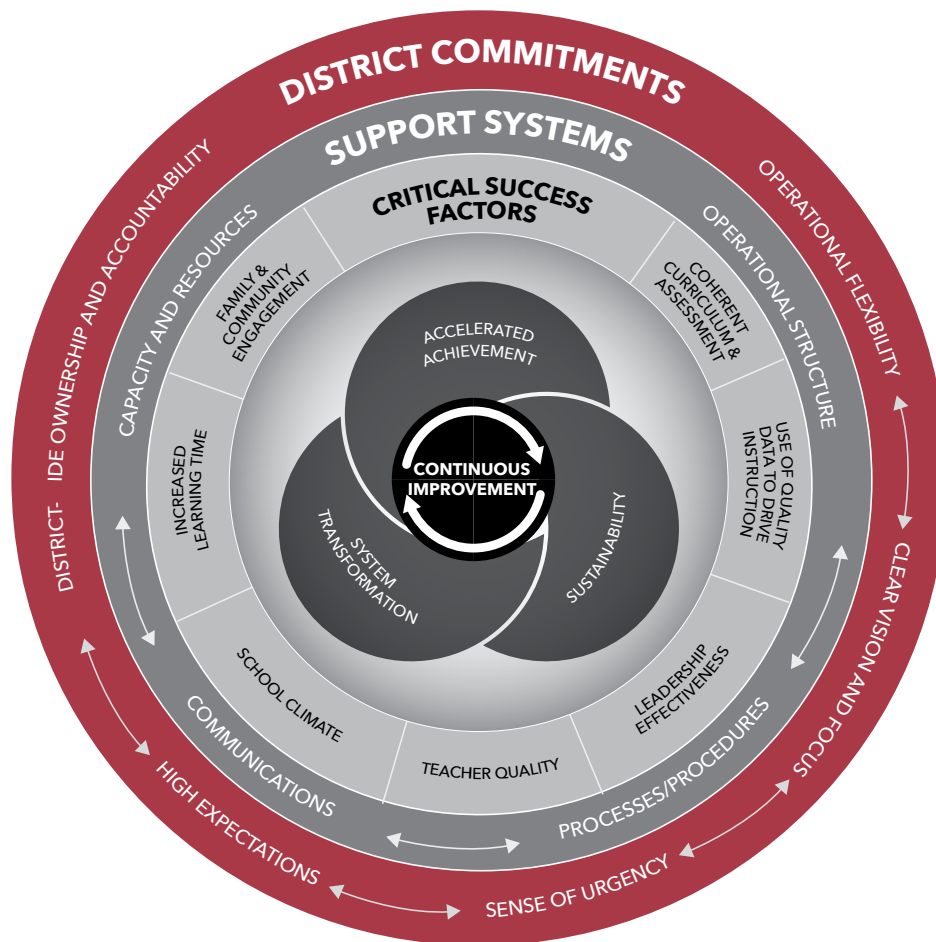 DISTRICT COMMITMENTS
OPERATIONAL FLEXIBILITY
CLEAR VISION AND FOCUS
SENSE OF URGENCY
HIGH EXPECTATIONS
DISTRICT- IDE OWNERSHIP AND ACCOUNTABILITY
SUPPORT SYSTEMS
OPERATIONAL STRUCTURE
PROCESSES/PROCEDURES
COMMUNICATIONS
CAPACITY AND RESOURCES
CRITICAL SUCCESS
FACTORS
COHERENT
CURRICULUM &
ASSESSMENT
USE OF QUALITY
DATA TO DRIVE
INSTRUCTION
LEADERSHIP
EFFECTIVENESS
TEACHER QUALITY
SCHOOL CLIMATE
INCREASED
LEARNING TIME
FAMILY &
COMMUNITY
ENGAGEMENT
ACCELERATED
ACHIEVEMENT
SUSTAINABILITY
SYSTEM
TRANSFORMATION
CONTINUOUS
IMPROVEMENT